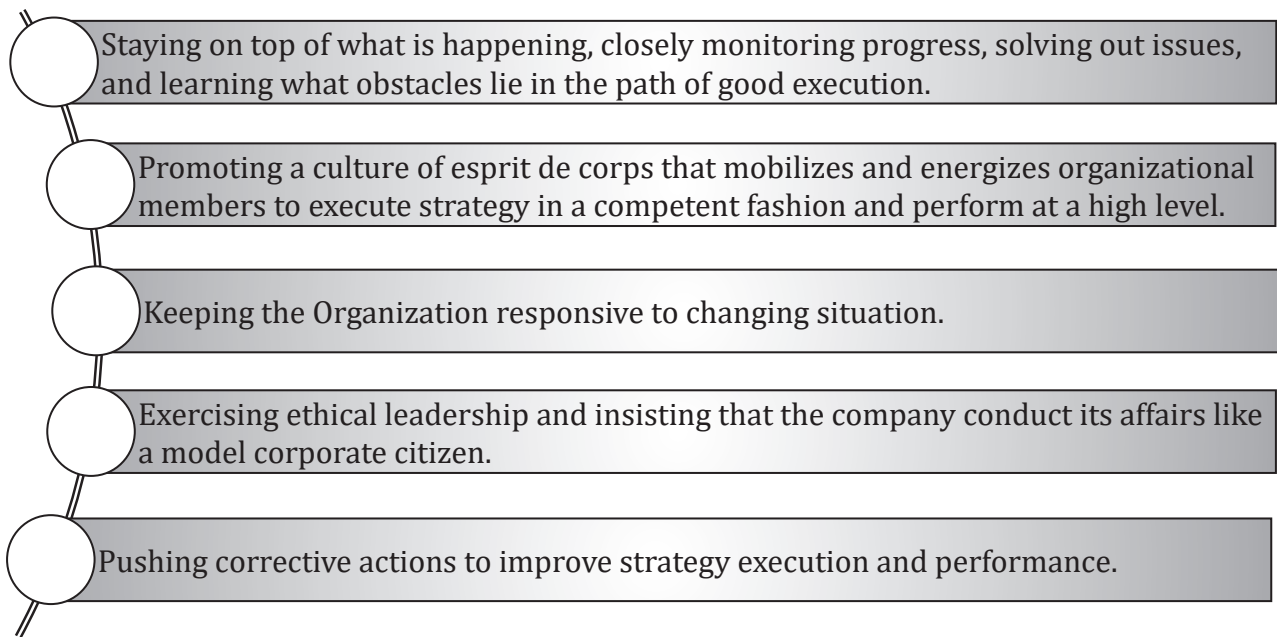 Staying on top of what is happening, closely monitoring progress, solving out issues,
and learning what obstacles lie in the path of good execution.
Promoting a culture of esprit de corps that mobilizes and energizes organizational
members to execute strategy in a competent fashion and perform at a high level.
Keeping the Organization responsive to changing situation.
Exercising ethical leadership and insisting that the company conduct its affairs like
a model corporate citizen.
Pushing corrective actions to improve strategy execution and performance.